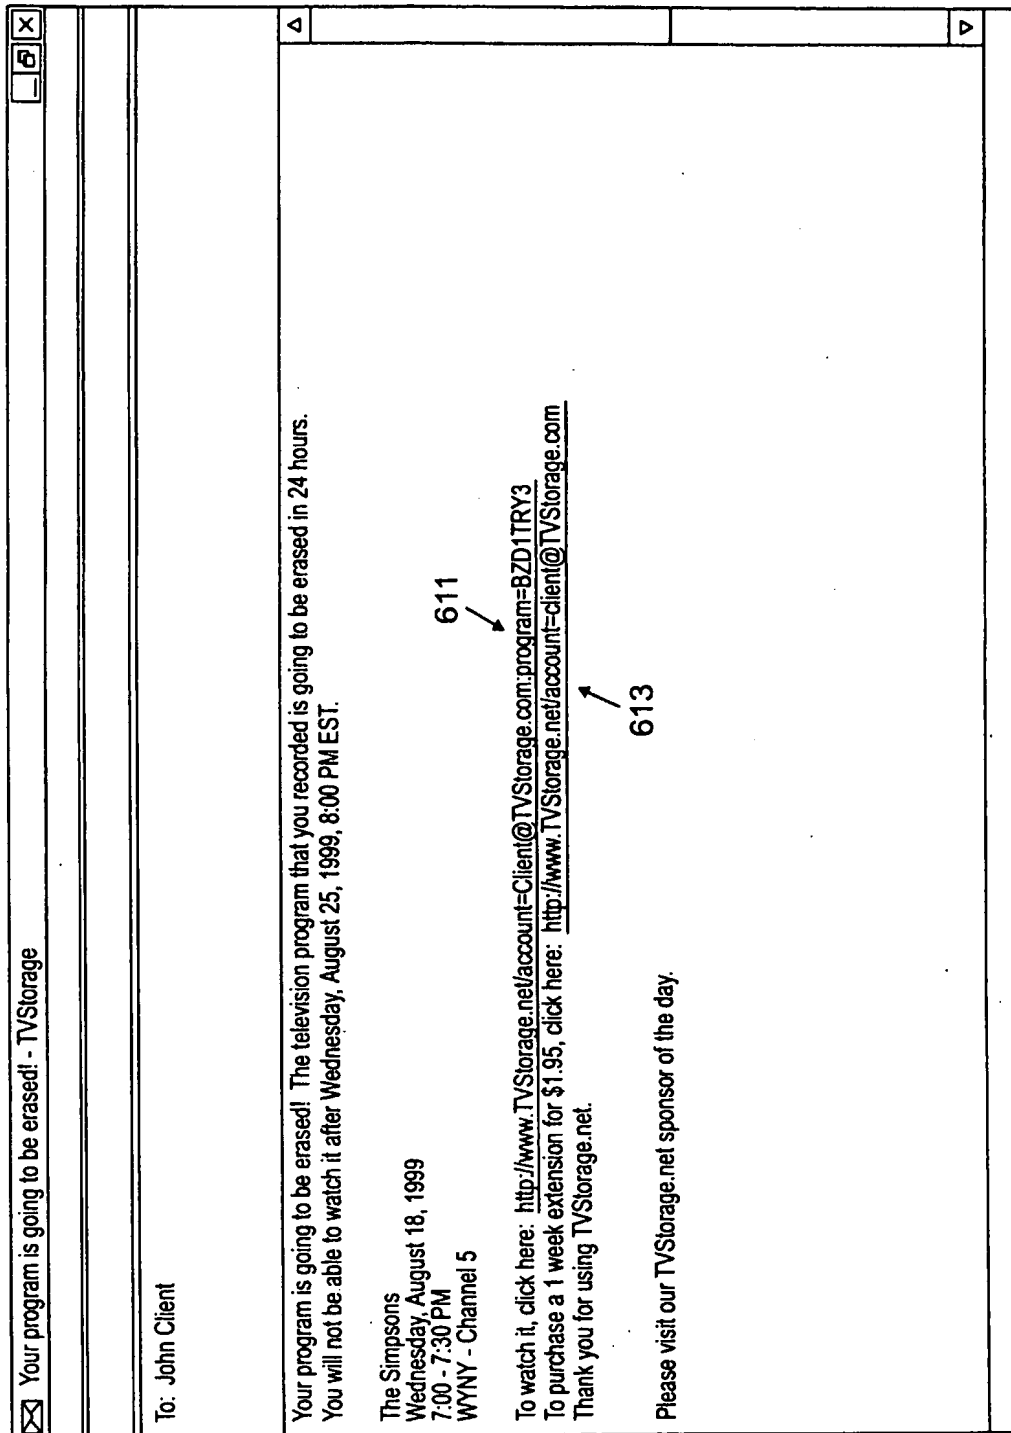 Your program is going to be erased! - TVStorage
To: John Client
Your program is going to be erased! The television program that you recorded is going to be erased in 24 hours.
You will not be able to watch it after Wednesday, August 25, 1999, 8:00 PM EST.
The Simpsons
Wednesday, August 18, 1999
7:00 - 7:30 PM
WYNY - Channel 5
611
To watch it, click here: http://www.TVStorage.net/account=Client@TVStorage.com:program=BZD1TRY3
To purchase a 1 week extension for $1.95, click here: http://www.TVStorage.net/account=client@TVStorage.com
Thank you for using TVStorage.net.
613
Please visit our TVStorage.net sponsor of the day.